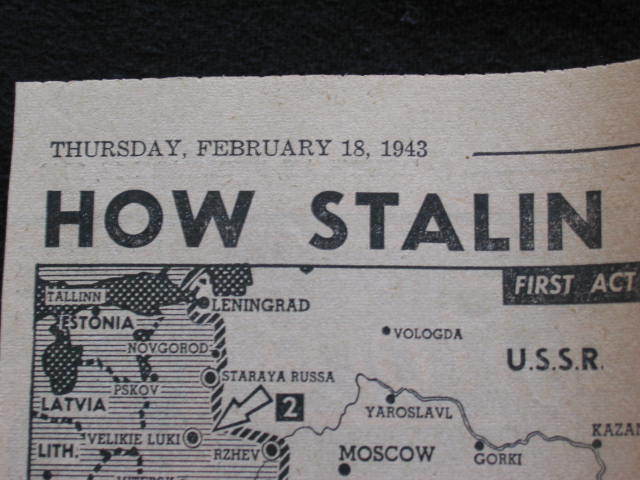 THURSDAY, FEBRUARY 18, 1943
HOW STALIN
FIRST ACT
TALLINN
LENINGRAD
ESTONIA
VOLOGDA
NOVGOROD
U.S.S.R.
STARAYA RUSSA
PSKOV
LATVIA
2
YAROSLAVL
VELIKIE LUKI
KAZAN
LITH.
RZHEV
MOSCOW
GORKI